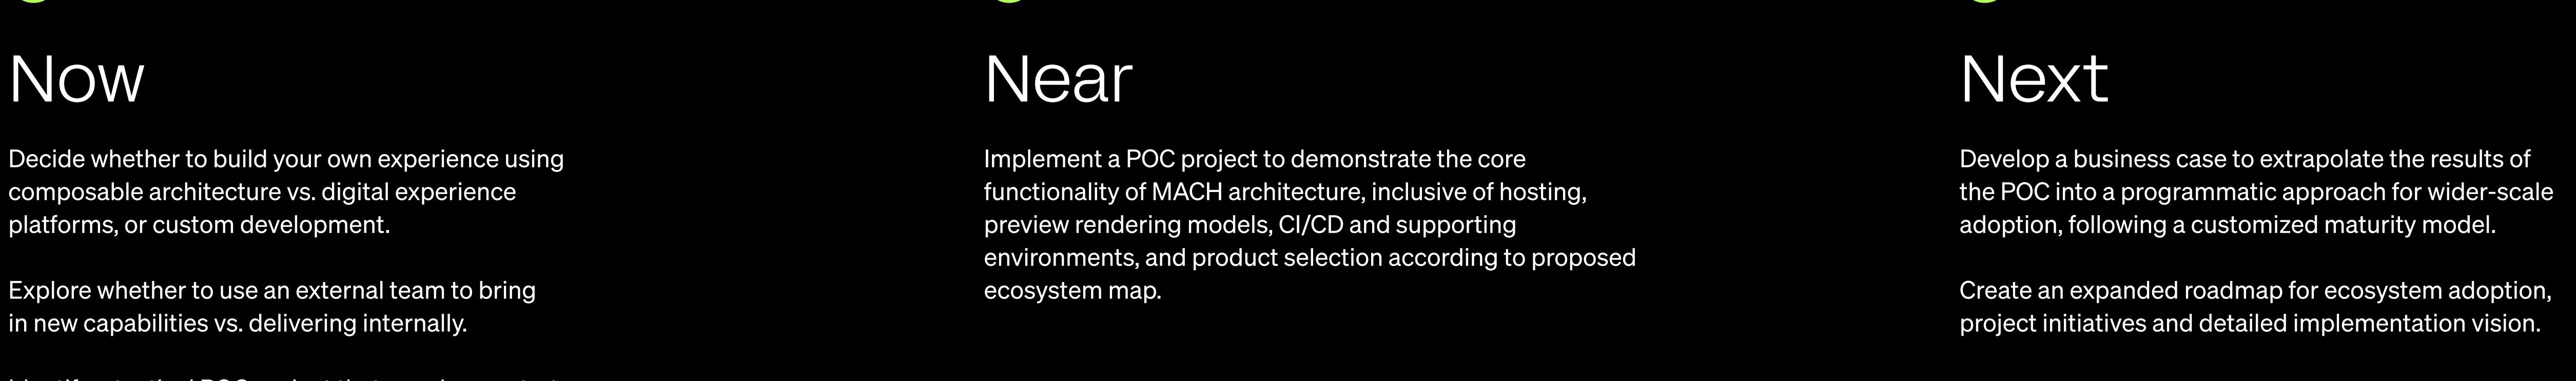 Now
Decide whether to build your own experience using
composable architecture vs. digital experience
platforms, or custom development.
Explore whether to use an external team to bring
in new capabilities vs. delivering internally.
Near
Implement a POC project to demonstrate the core
functionality of MACH architecture, inclusive of hosting,
preview rendering models, CI/CD and supporting
environments, and product selection according to proposed
ecosystem map.
Next
Develop a business case to extrapolate the results of
the POC into a programmatic approach for wider-scale
adoption, following a customized maturity model.
Create an expanded roadmap for ecosystem adoption,
project initiatives and detailed implementation vision.